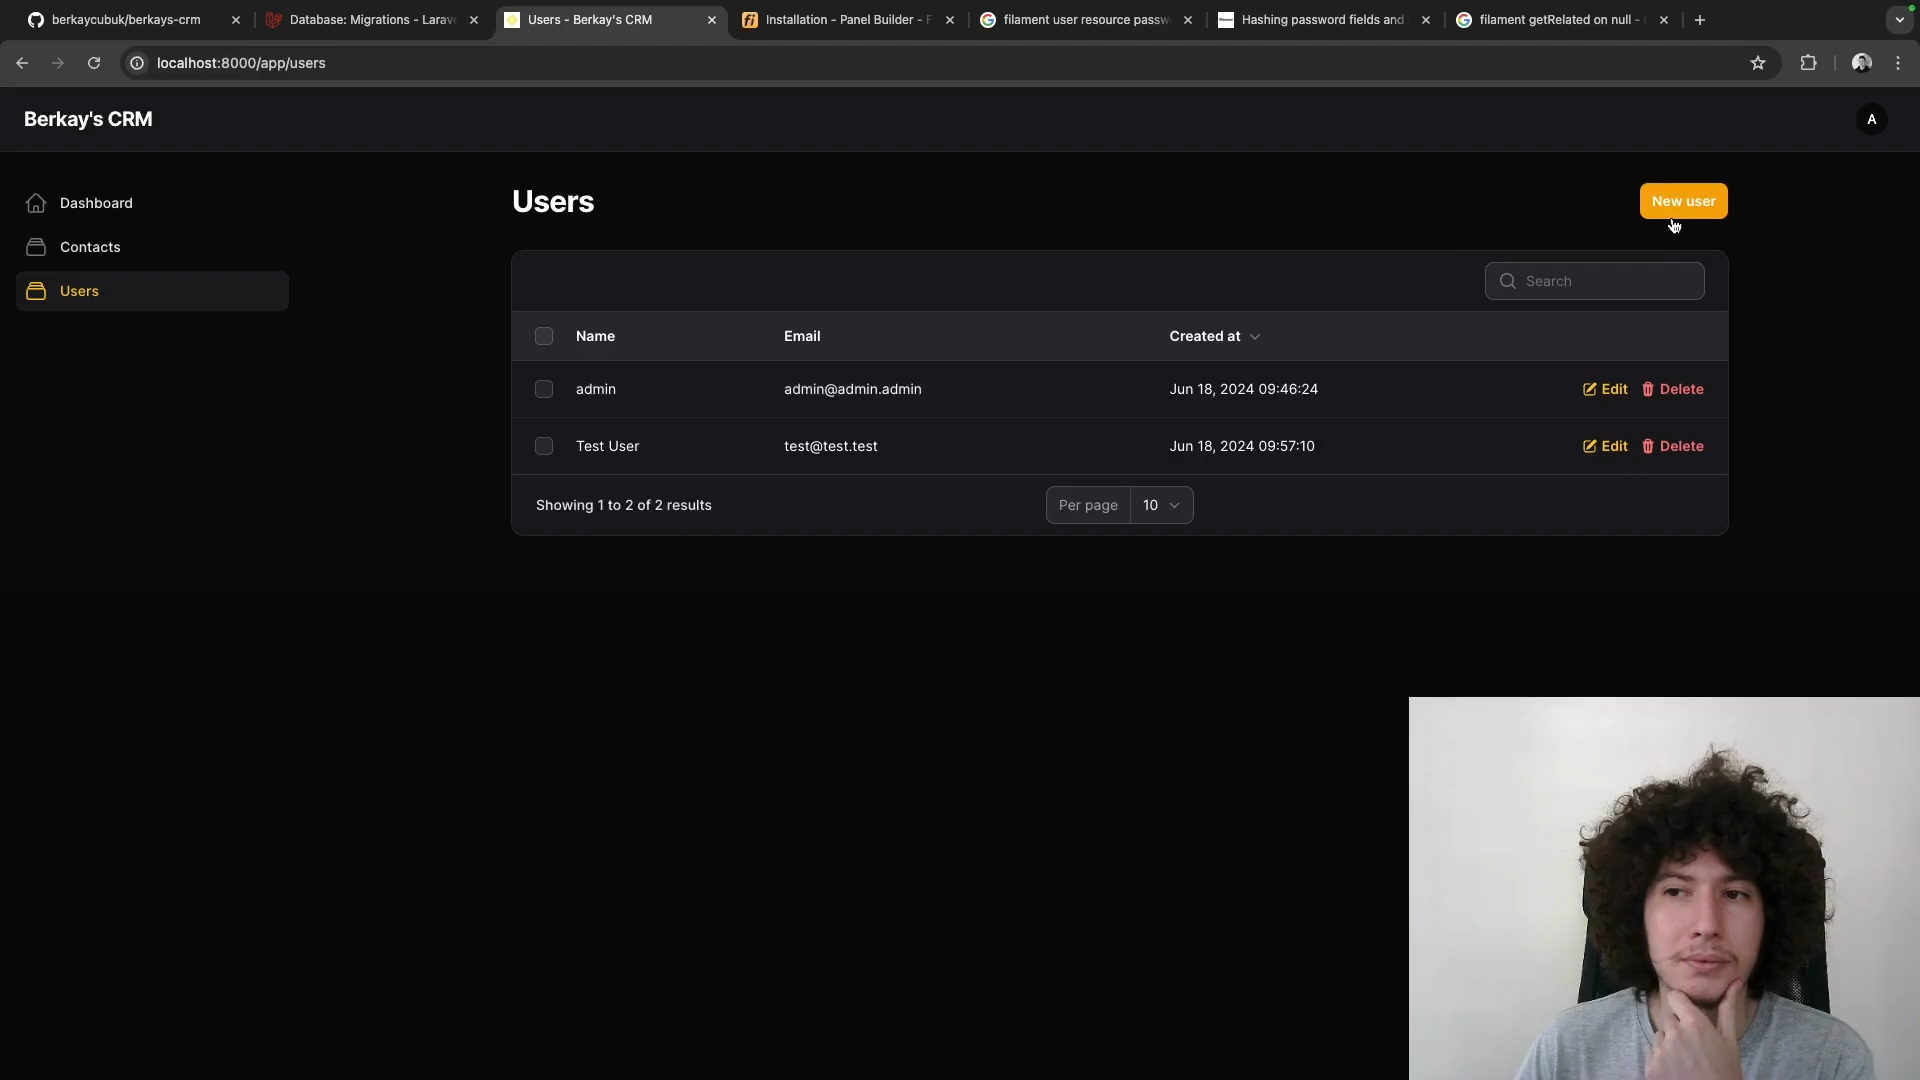 berkaycubuk/berkays-crm
Database: Migrations - Larave
Users - Berkay's CRM
Installation - Panel Builder - F
filament user resource passw
Hashing password fields and
filament getRelated on null -
localhost:8000/app/users
Berkay's CRM
A
Dashboard
Contacts
Users
Users
New user
Search
Name Email Created at
admin admin@admin.admin Jun 18, 2024 09:46:24 Edit Delete
Test User test@test.test Jun 18, 2024 09:57:10 Edit Delete
Showing 1 to 2 of 2 results
Per page 10